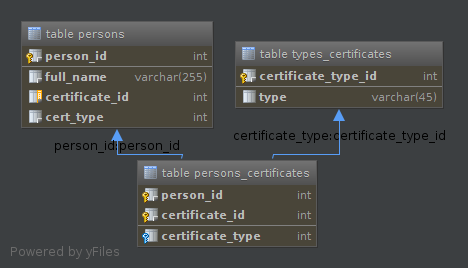 table persons
person_id int
full_name varchar(255)
certificate_id int
cert_type int
table types_certificates
certificate_type_id int
type varchar(45)
person_id:person_id
certificate_type:certificate_type_id
table persons_certificates
person_id int
certificate_id int
certificate_type int
Powered by yFiles